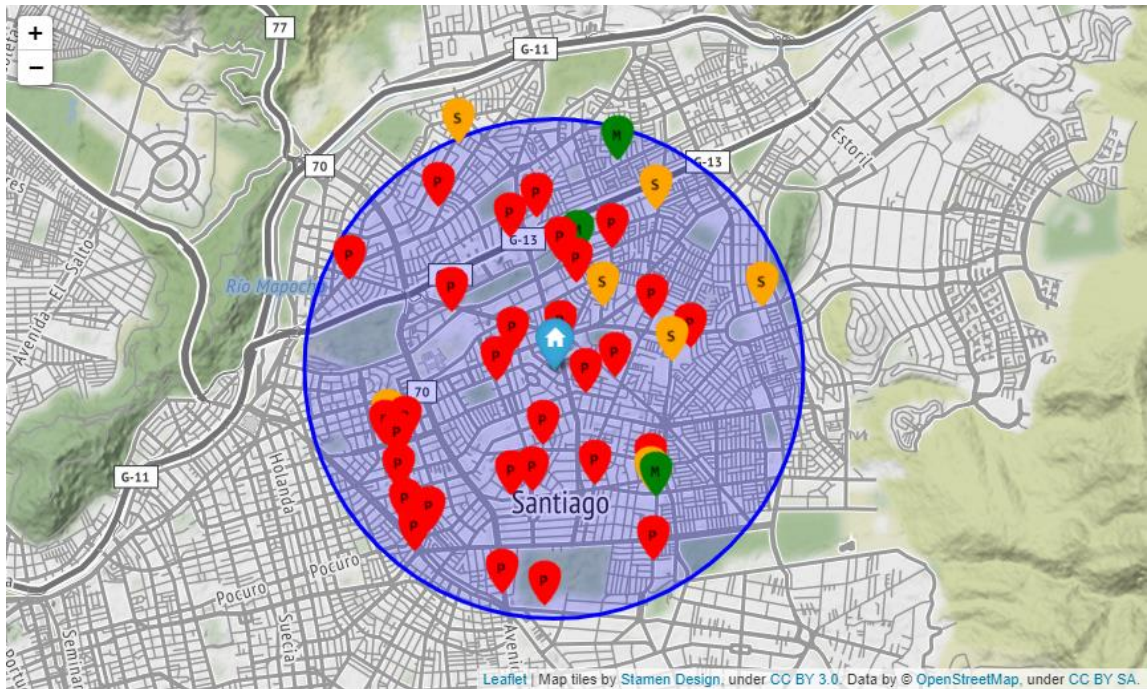 +
−
77
G-11
70
Estoril
G-13
S
M
S
P
P
P
P
P
G-13
P
P
Avenida El Salto
Río Mapocho
P
S
P
S
P
S
P
P
P
P
70
P
P
P
P
P
P
M
G-11
Holanda
P
P
P
Santiago
P
Pocuro
Pocuro
P
P
Suecia
Leaflet | Map tiles by Stamen Design, under CC BY 3.0. Data by © OpenStreetMap, under CC BY SA.